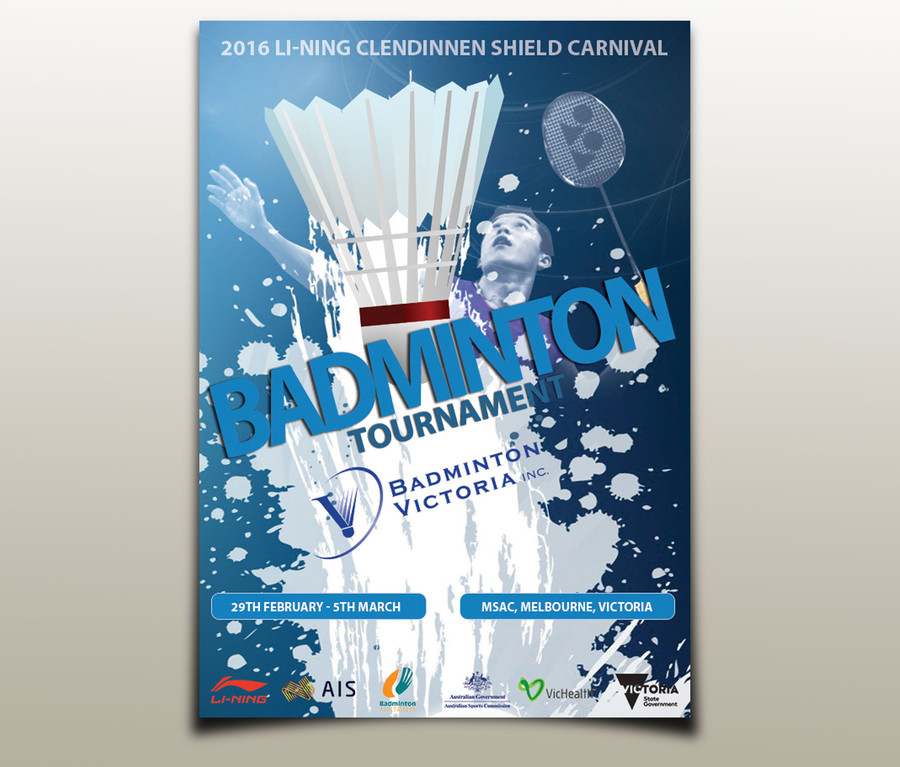 2016 LI-NING CLENDINNEN SHIELD CARNIVAL
BADMINTON
TOURNAMENT
BADMINTON
VICTORIA INC.
29TH FEBRUARY - 5TH MARCH
MSAC, MELBOURNE, VICTORIA
LI-NING
AIS
Badminton
AUSTRALIA
Australian Government
Australian Sports Commission
VicHealth
VICTORIA
State
Government